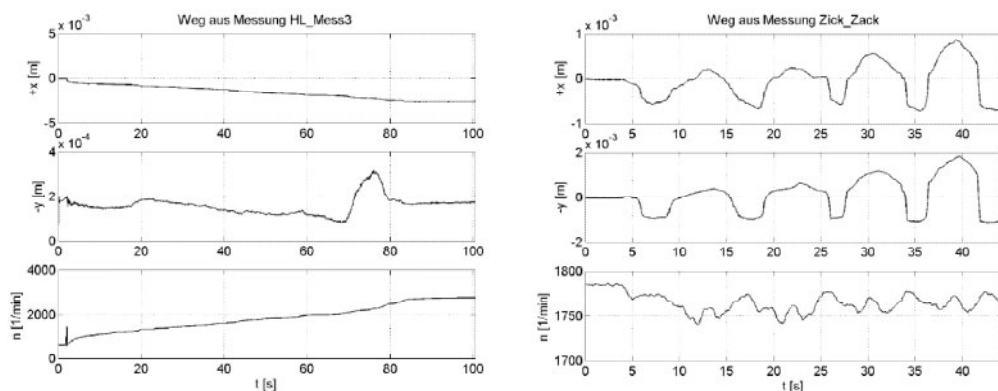 Weg aus Messung HL_Mess3
x 10⁻³
5
0
-5
+x [m]
0 20 40 60 80 100
x 10⁻⁴
4
2
0
-y [m]
0 20 40 60 80 100
4000
2000
0
n [1/min]
0 20 40 60 80 100
t [s]
Weg aus Messung Zick_Zack
x 10⁻³
1
0
-1
+x [m]
0 5 10 15 20 25 30 35 40
x 10⁻³
2
0
-2
-y [m]
0 5 10 15 20 25 30 35 40
1800
1750
1700
n [1/min]
0 5 10 15 20 25 30 35 40
t [s]